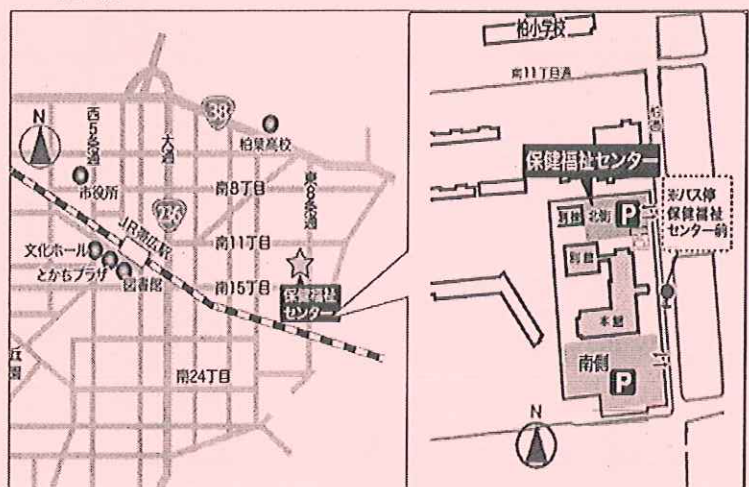 N
西5条通
大通
38
柏葉高校
東8条通
市役所
南8丁目
236
JR帯広駅
南11丁目
文化ホール
とかちプラザ
図書館
南15丁目
保健福祉
センター
南24丁目
園
柏小学校
南11丁目通
柏通
保健福祉センター
別棟
北側
P
※バス停
保健福祉
センター前
別館
本館
南側
P
N